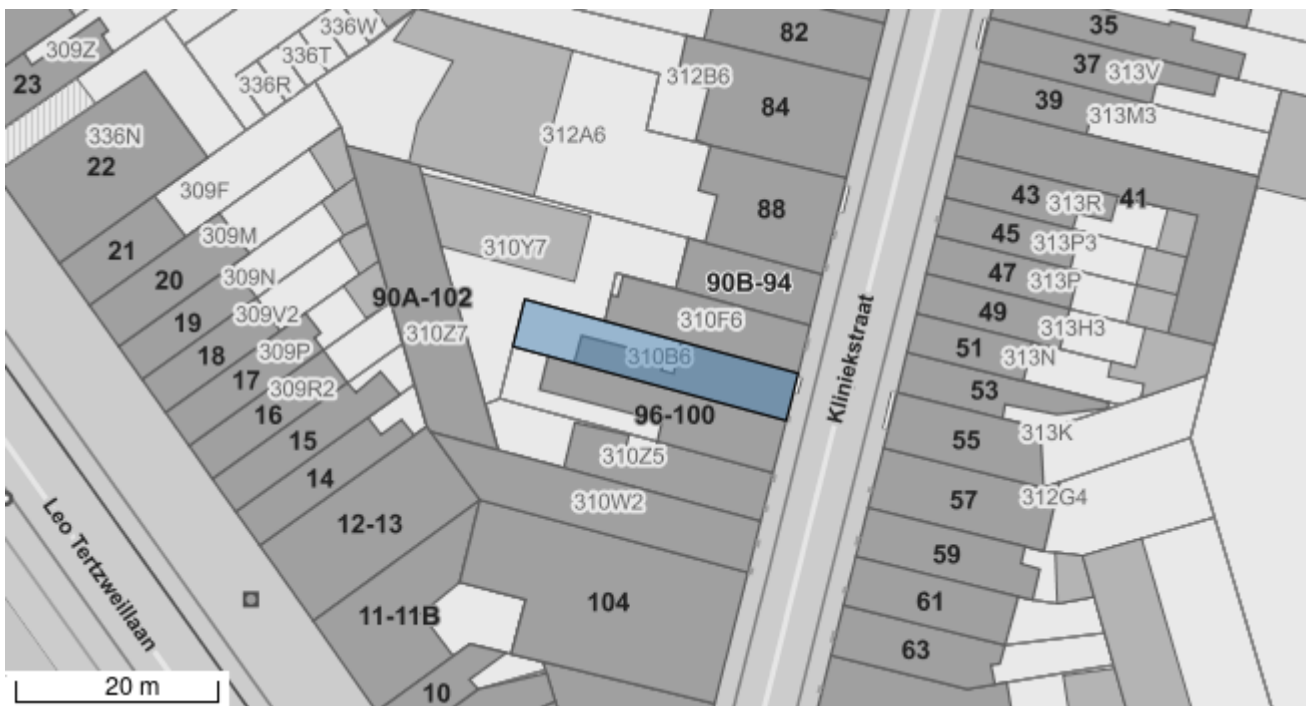 35
82
336W
309Z
336T
37
313V
312B6
23
336R
39
84
313M3
336N
312A6
22
309F
43
313R
41
88
309M
45
313P3
21
310Y7
20
309N
47
313P
90A-102
90B-94
19
309V2
49
313H3
310F6
310Z7
18
309P
310B6
51
313N
17
309R2
53
16
96-100
Kliniekstraat
15
55
313K
310Z5
14
310W2
57
312G4
12-13
Leo Tertzweillaan
59
104
61
11-11B
63
20 m
10